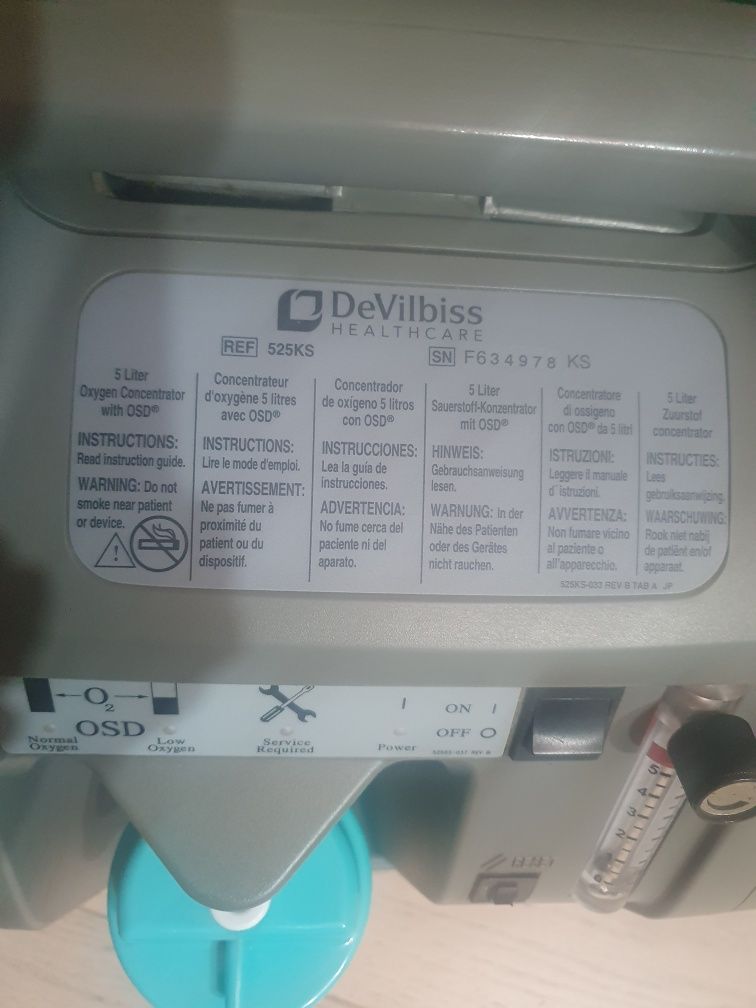 DeVilbiss
HEALTHCARE
REF 525KS
SN F634978 KS
5 Liter
Oxygen Concentrator
with OSD®
INSTRUCTIONS:
Read instruction guide.
WARNING: Do not
smoke near patient
or device.
Concentrateur
d'oxygène 5 litres
avec OSD®
INSTRUCTIONS:
Lire le mode d'emploi.
AVERTISSEMENT:
Ne pas fumer à
proximité du
patient ou du
dispositif.
Concentrador
de oxígeno 5 litros
con OSD®
INSTRUCCIONES:
Lea la guía de
instrucciones.
ADVERTENCIA:
No fume cerca del
paciente ni del
aparato.
5 Liter
Sauerstoff-Konzentrator
mit OSD®
HINWEIS:
Gebrauchsanweisung
lesen.
WARNUNG: In der
Nähe des Patienten
oder des Gerätes
nicht rauchen.
Concentratore
di ossigeno
con OSD® da 5 litri
ISTRUZIONI:
Leggere il manuale
d'istruzioni.
AVVERTENZA:
Non fumare vicino
al paziente o
all'apparecchio.
5 Liter
Zuurstof
concentrator
INSTRUCTIES:
Lees
gebruiksaanwijzing.
WAARSCHUWING:
Rook niet nabij
de patiënt en/of
apparaat.
525KS-033 REV B TAB A JP
O2
OSD
Normal
Oxygen
Low
Oxygen
Service
Required
Power
ON I
OFF O
5
4
3
2